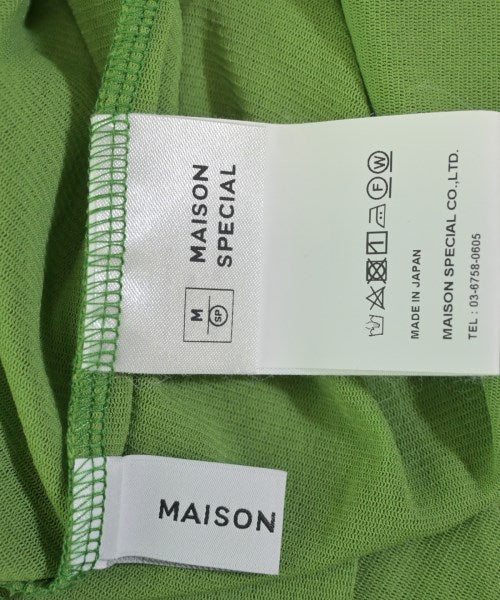 MAISON
SPECIAL
M
SP
F W
MADE IN JAPAN
MAISON SPECIAL CO.,LTD.
TEL : 03-6758-0605
MAISON